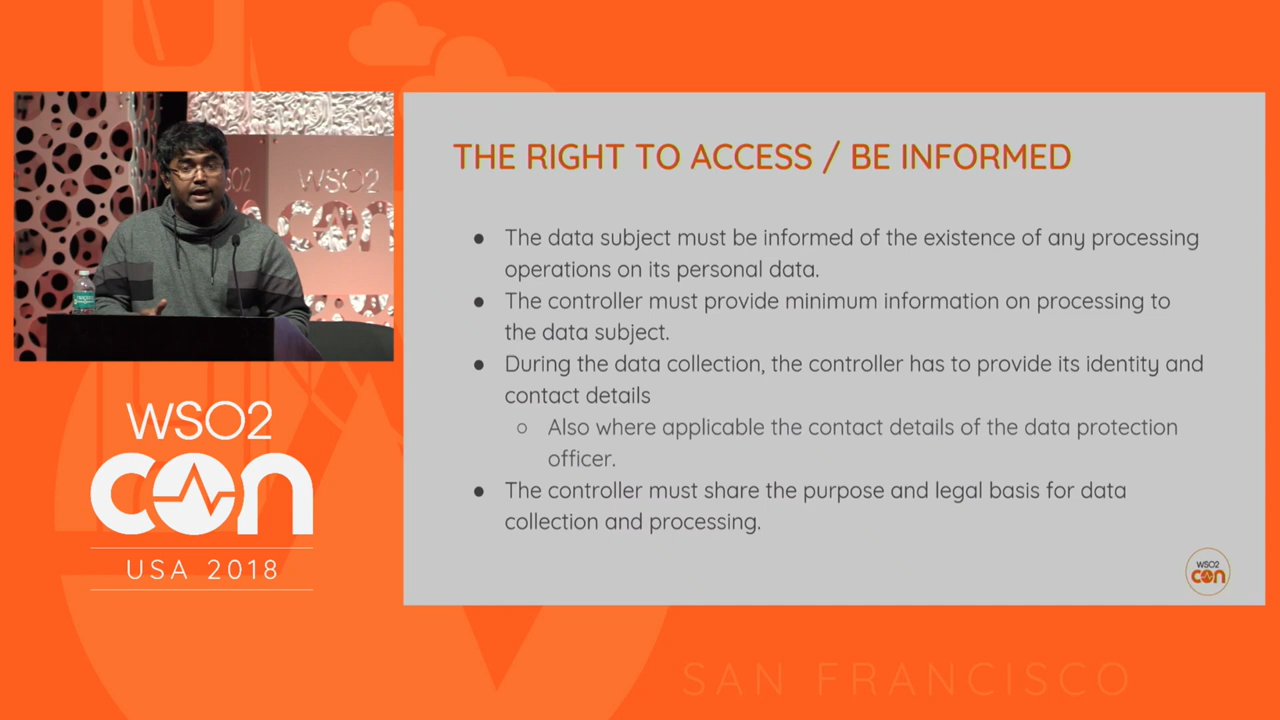 WSO2
con
THE RIGHT TO ACCESS / BE INFORMED
● The data subject must be informed of the existence of any processing
operations on its personal data.
● The controller must provide minimum information on processing to
the data subject.
● During the data collection, the controller has to provide its identity and
contact details
○ Also where applicable the contact details of the data protection
officer.
● The controller must share the purpose and legal basis for data
collection and processing.
WSO2
con
USA 2018
WSO2
con
SAN FRANCISCO